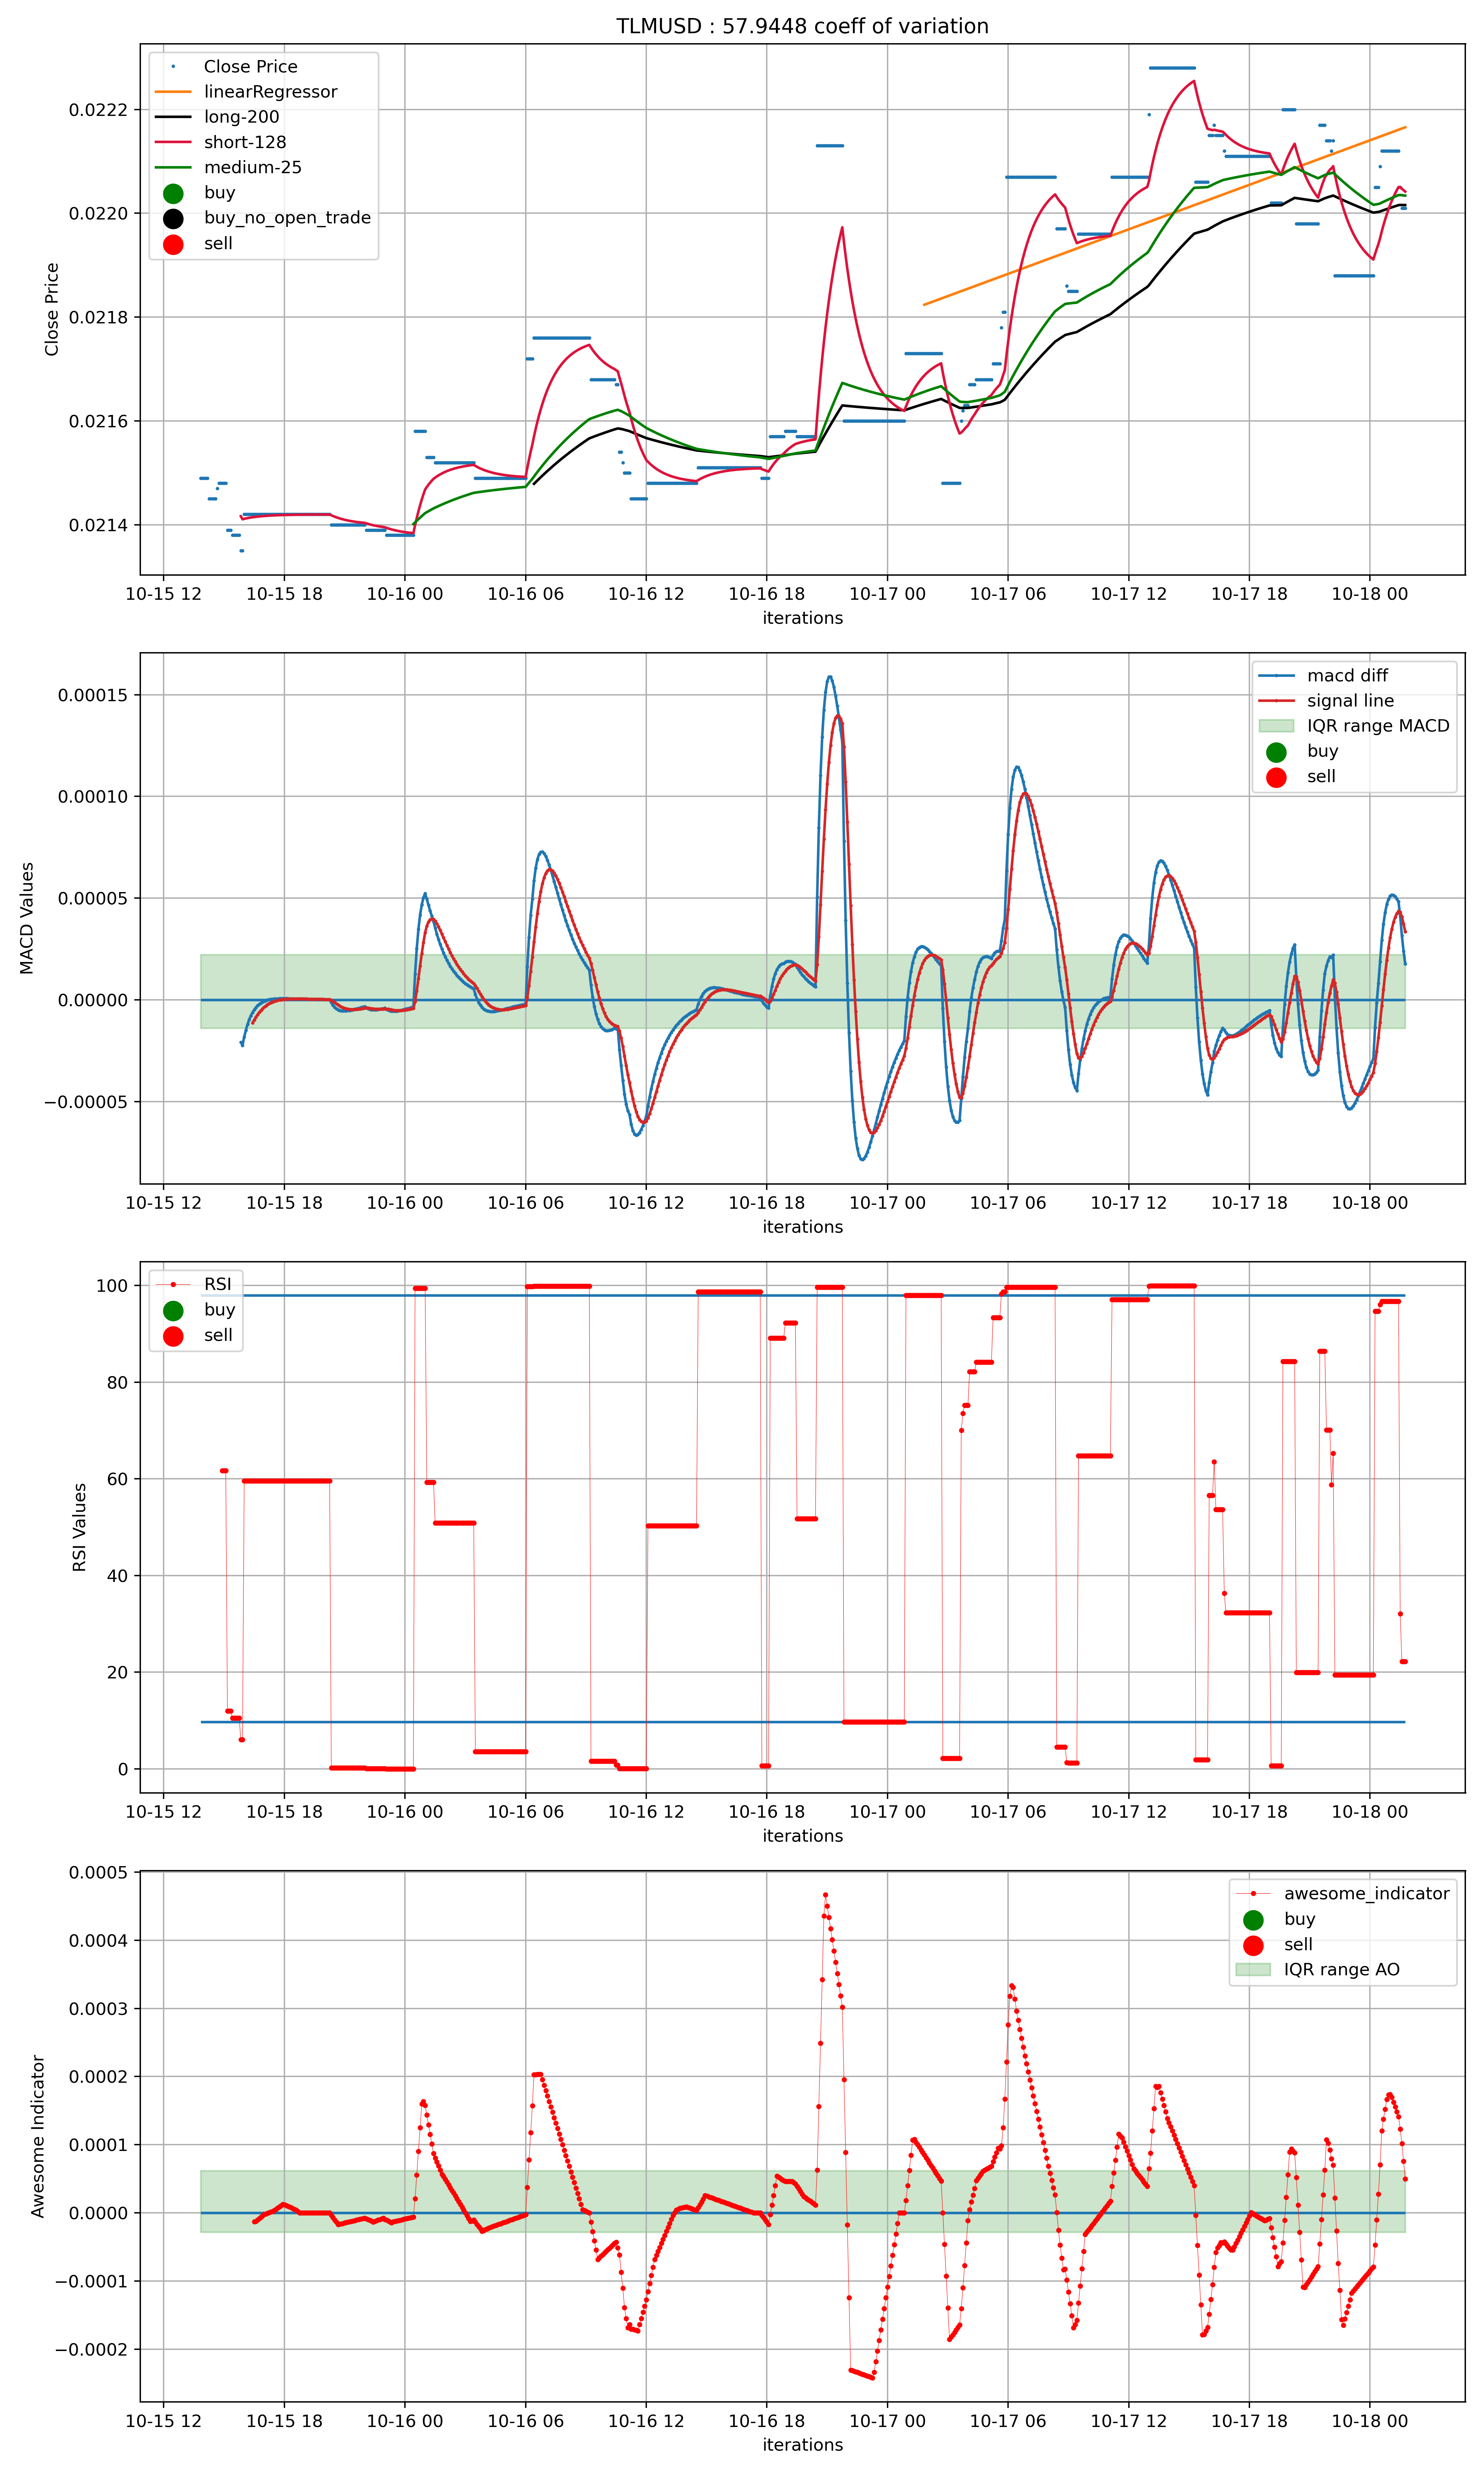 TLMUSD : 57.9448 coeff of variation
Close Price
linearRegressor
long-200
short-128
medium-25
buy
buy_no_open_trade
sell
0.0222
0.0220
0.0218
0.0216
0.0214
Close Price
10-15 12 10-15 18 10-16 00 10-16 06 10-16 12 10-16 18 10-17 00 10-17 06 10-17 12 10-17 18 10-18 00
iterations
macd diff
signal line
IQR range MACD
buy
sell
0.00015
0.00010
0.00005
0.00000
−0.00005
MACD Values
10-15 12 10-15 18 10-16 00 10-16 06 10-16 12 10-16 18 10-17 00 10-17 06 10-17 12 10-17 18 10-18 00
iterations
RSI
buy
sell
100
80
60
40
20
0
RSI Values
10-15 12 10-15 18 10-16 00 10-16 06 10-16 12 10-16 18 10-17 00 10-17 06 10-17 12 10-17 18 10-18 00
iterations
awesome_indicator
buy
sell
IQR range AO
0.0005
0.0004
0.0003
0.0002
0.0001
0.0000
−0.0001
−0.0002
Awesome Indicator
10-15 12 10-15 18 10-16 00 10-16 06 10-16 12 10-16 18 10-17 00 10-17 06 10-17 12 10-17 18 10-18 00
iterations